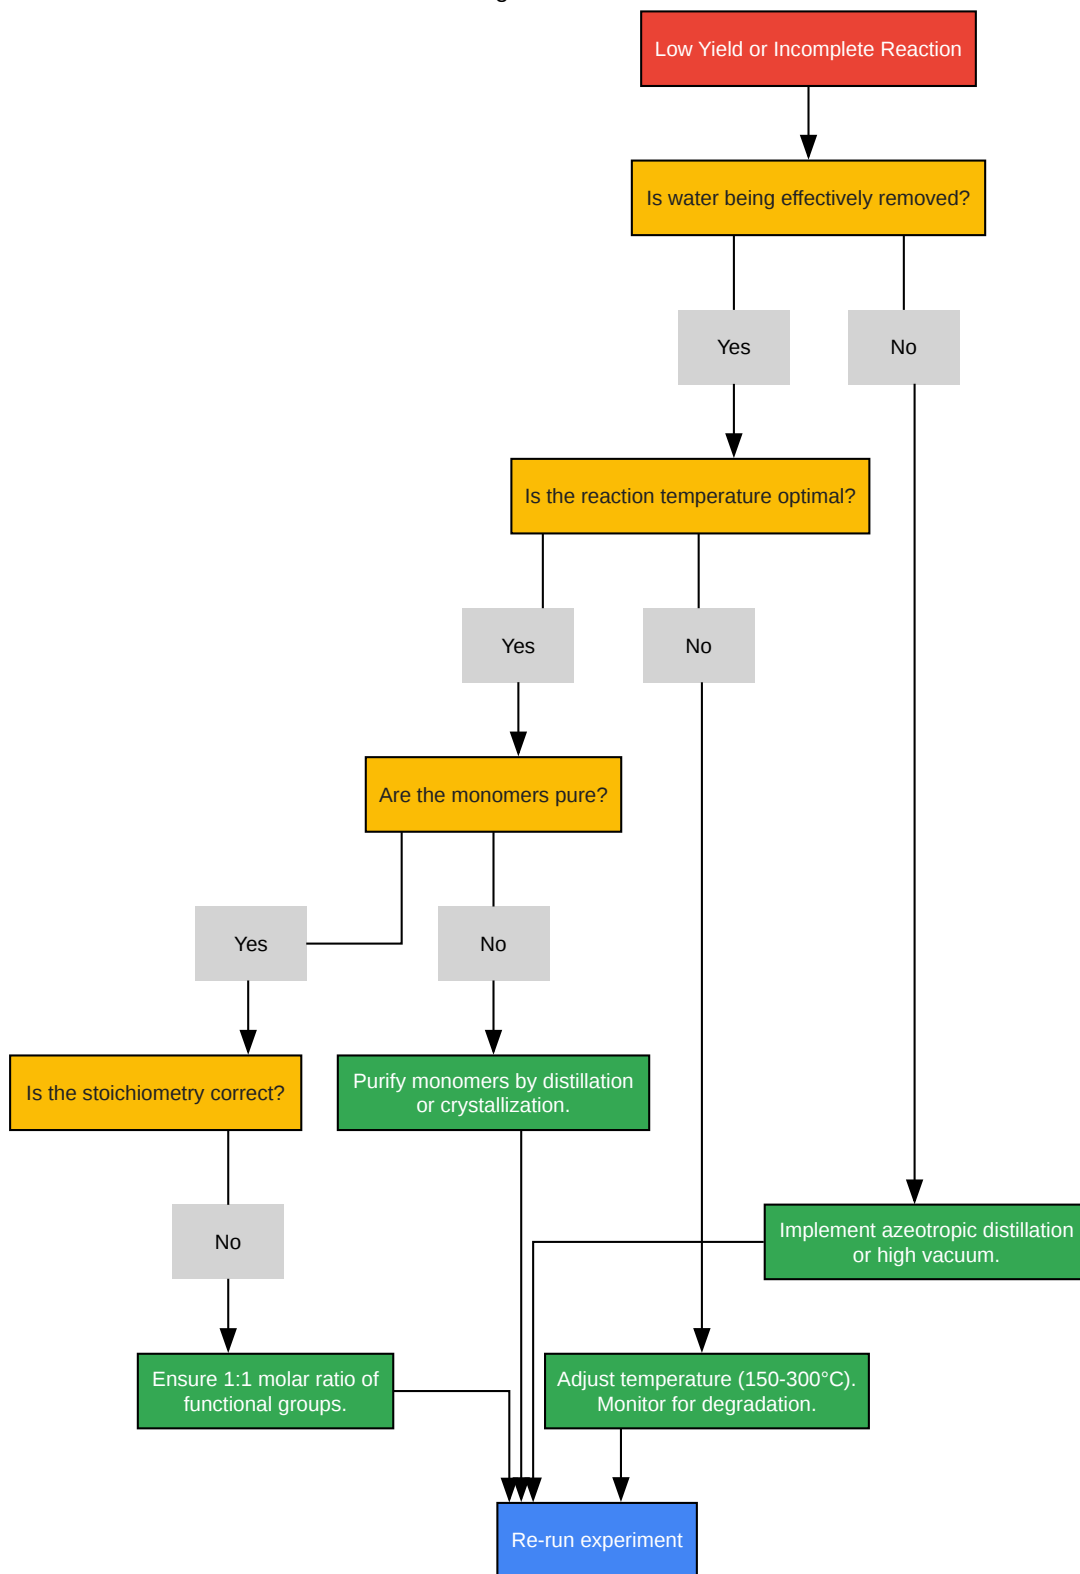 Low Yield or Incomplete Reaction
Is water being effectively removed?
Yes
No
Is the reaction temperature optimal?
Yes
No
Are the monomers pure?
Yes
No
Is the stoichiometry correct?
Purify monomers by distillation
or crystallization.
No
Implement azeotropic distillation
or high vacuum.
Ensure 1:1 molar ratio of
functional groups.
Adjust temperature (150-300°C).
Monitor for degradation.
Re-run experiment